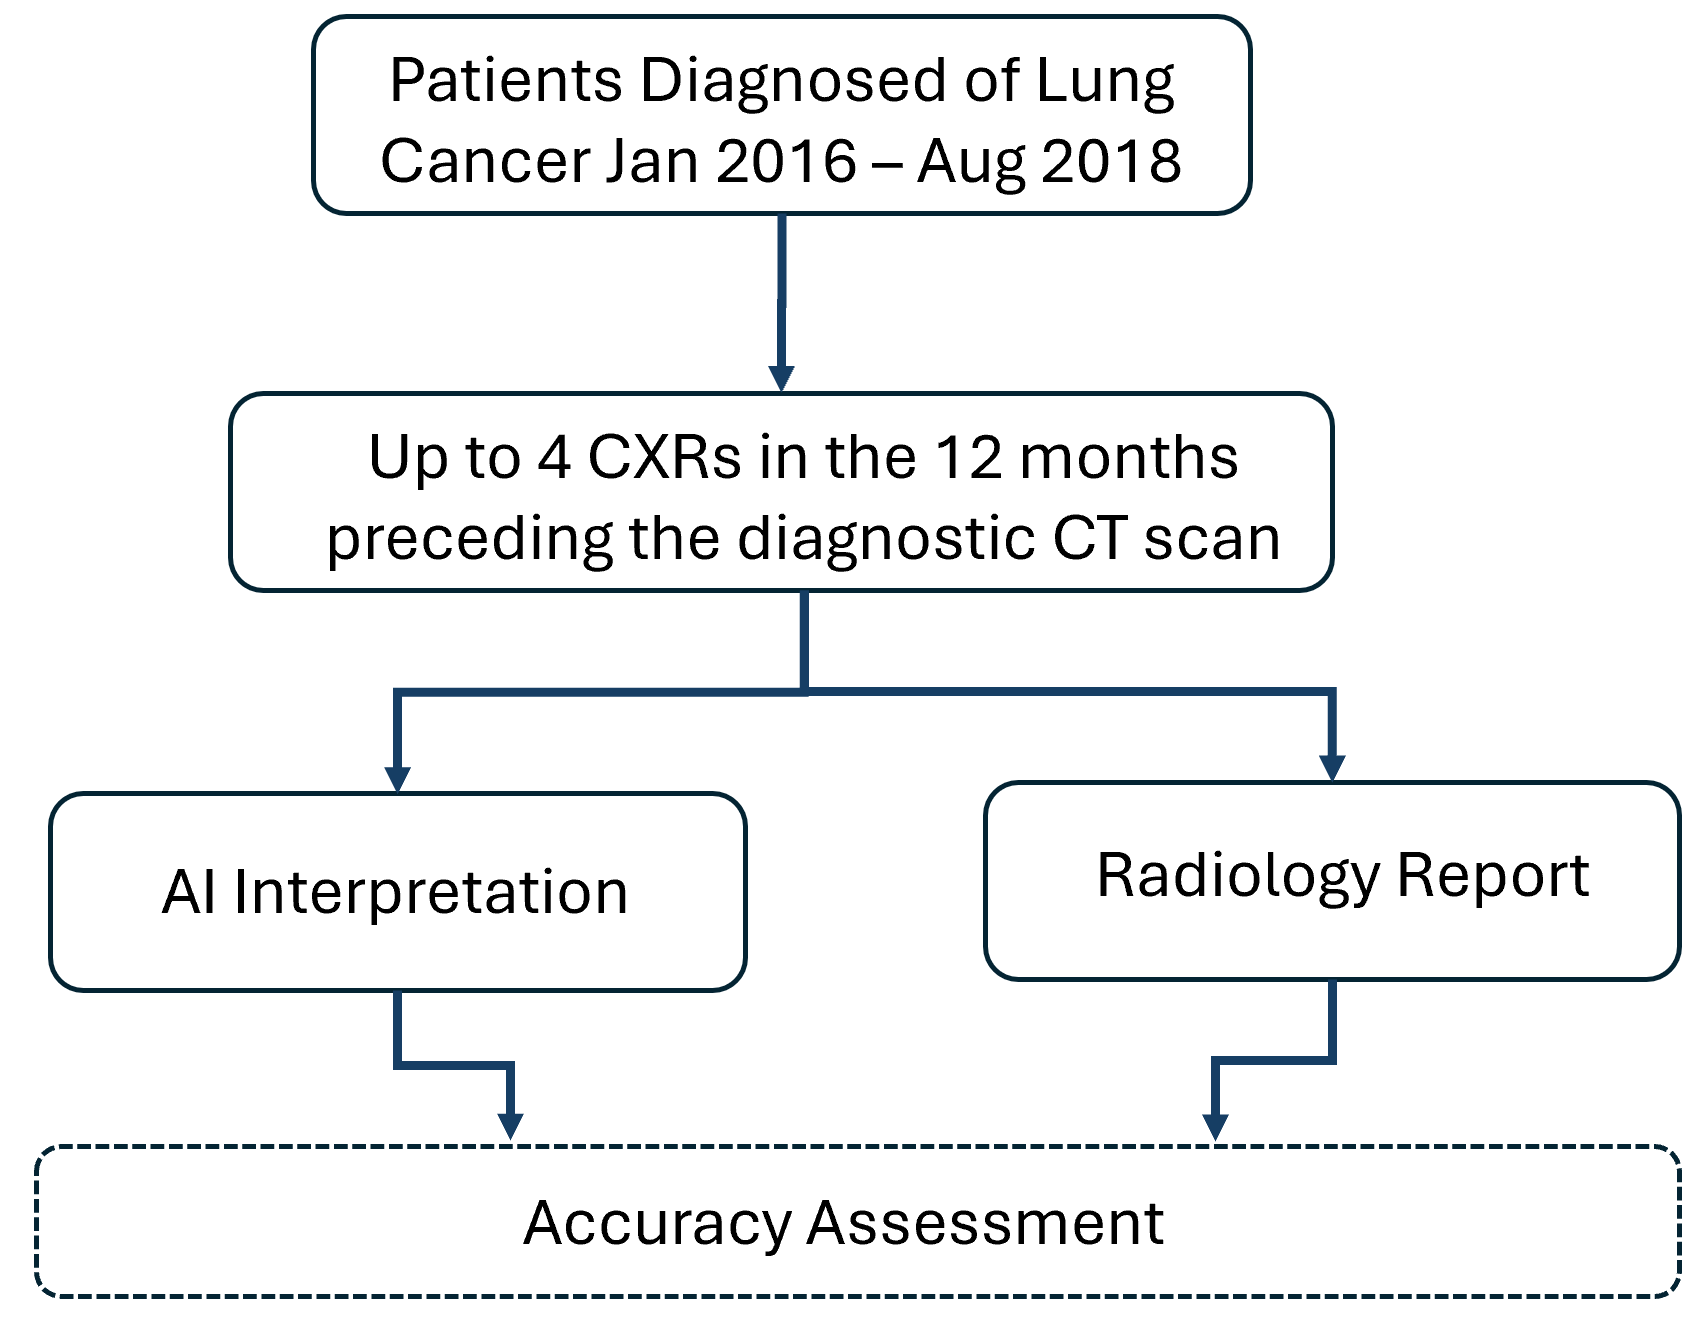 Patients Diagnosed of Lung
Cancer Jan 2016 – Aug 2018
Up to 4 CXRs in the 12 months
preceding the diagnostic CT scan
AI Interpretation
Radiology Report
Accuracy Assessment